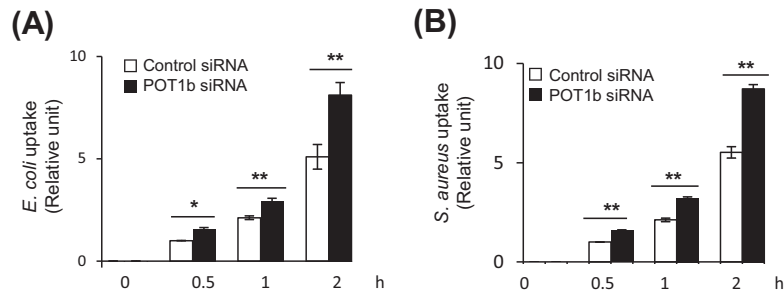 (A)
10
Control siRNA
POT1b siRNA
**
**
*
5
0
E. coli uptake
(Relative unit)
0 0.5 1 2 h
(B)
10
Control siRNA
POT1b siRNA
**
**
**
5
0
S. aureus uptake
(Relative unit)
0 0.5 1 2 h